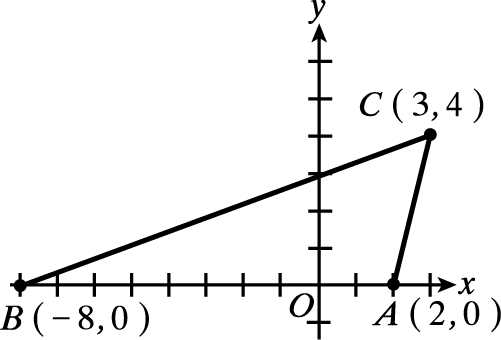 y
C(3,4)
x
O
B(−8,0)
A(2,0)